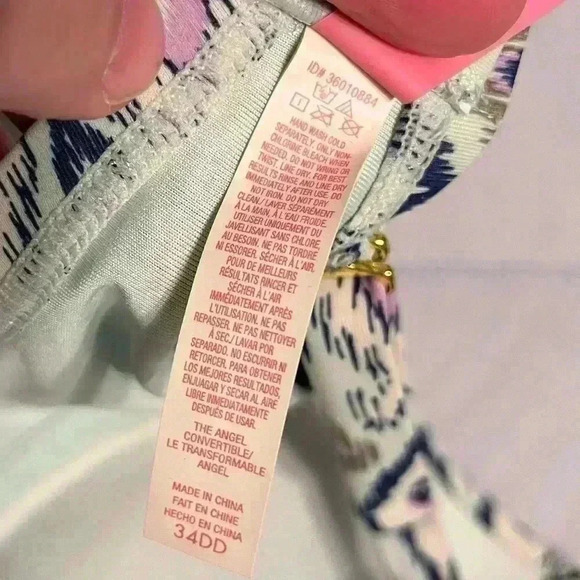 ID# 36010884
HAND WASH COLD
SEPARATELY ONLY NON-
CHLORINE BLEACH WHEN
NEEDED. DO NOT WRING OR
TWIST. LINE DRY. FOR BEST
RESULTS RINSE AND LINE DRY
IMMEDIATELY AFTER USE. DO
NOT IRON. DO NOT DRY
CLEAN./LAVER SÉPARÉMENT
À LA MAIN, À L'EAU FROIDE.
UTILISER UNIQUEMENT DU
JAVELLISANT SANS CHLORE
AU BESOIN. NE PAS TORDRE
NI ESSORER. SÉCHER À L'AIR.
POUR DE MEILLEURS
RÉSULTATS RINCER ET
SÉCHER À L'AIR
IMMÉDIATEMENT APRÈS
L'UTILISATION. NE PAS
REPASSER. NE PAS NETTOYER
À SEC./ LAVAR POR
SEPARADO. NO ESCURRIR NI
RETORCER. PARA OBTENER
LOS MEJORES RESULTADOS,
ENJUAGAR Y SECAR AL AIRE
LIBRE INMEDIATAMENTE
DESPUÉS DE USAR.
THE ANGEL
CONVERTIBLE/
LE TRANSFORMABLE
ANGEL
MADE IN CHINA
FAIT EN CHINE
HECHO EN CHINA
34DD